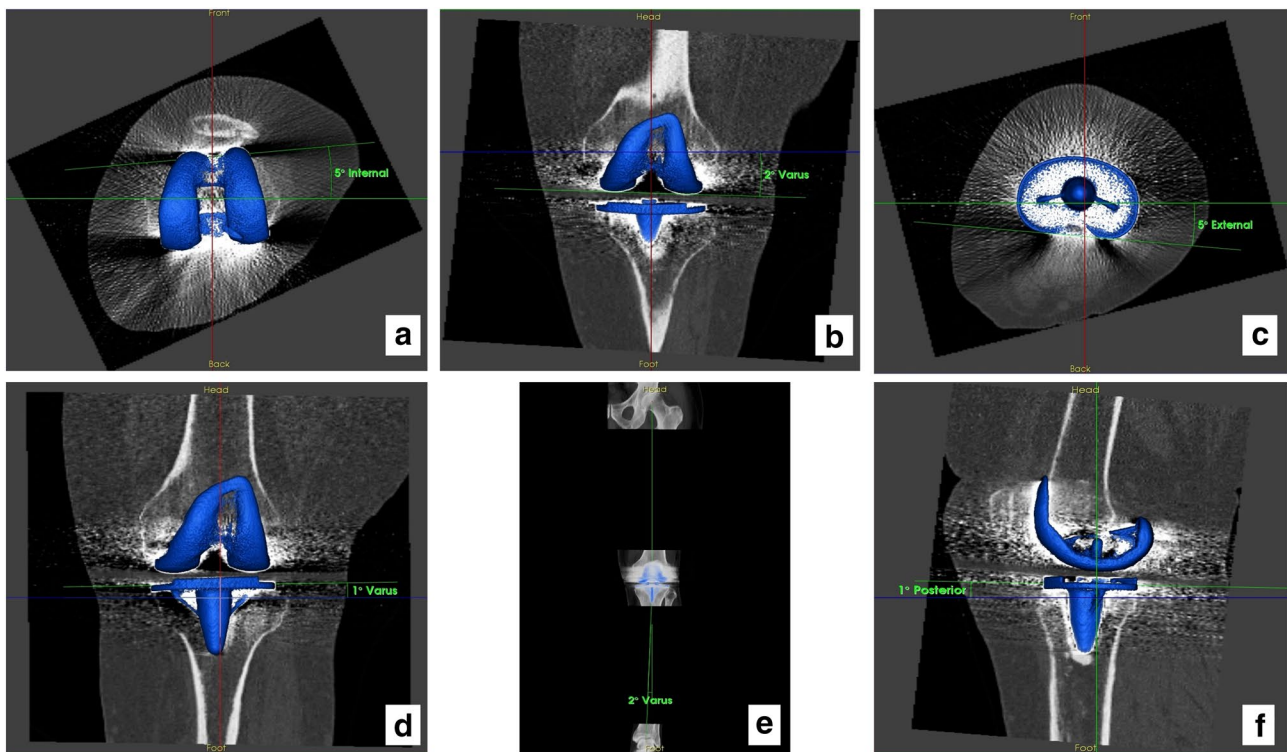 Front
5° Internal
Back
a
Head
2° Varus
Foot
b
Front
5° External
Back
c
Head
1° Varus
Foot
d
Head
2° Varus
Foot
e
Head
1° Posterior
Foot
f